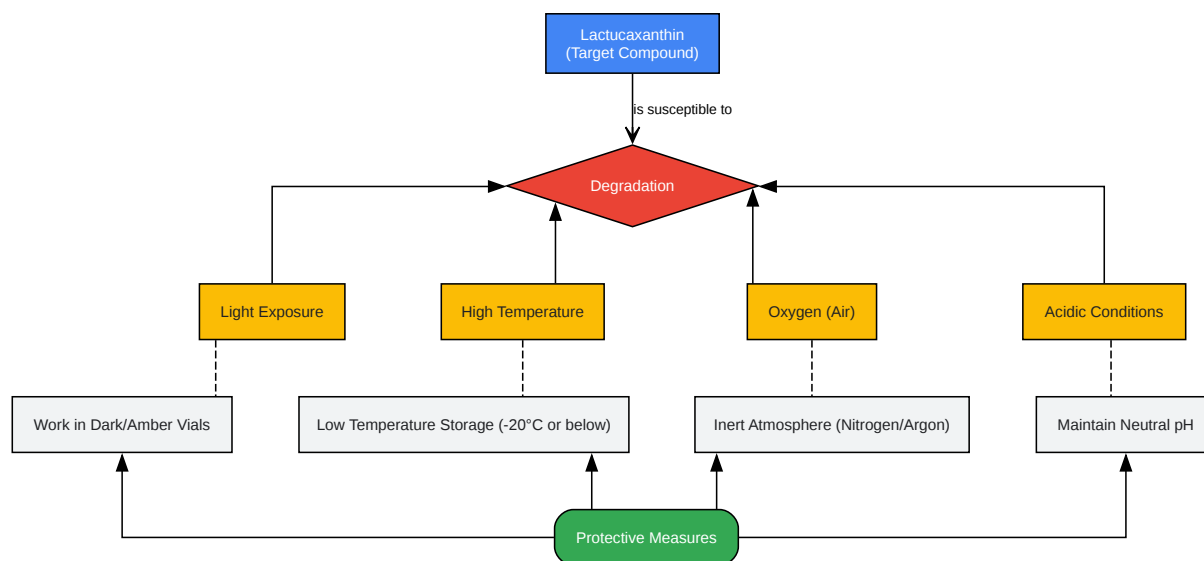 Lactucaxanthin
(Target Compound)
is susceptible to
Degradation
Light Exposure
High Temperature
Oxygen (Air)
Acidic Conditions
Work in Dark/Amber Vials
Low Temperature Storage (-20°C or below)
Inert Atmosphere (Nitrogen/Argon)
Maintain Neutral pH
Protective Measures